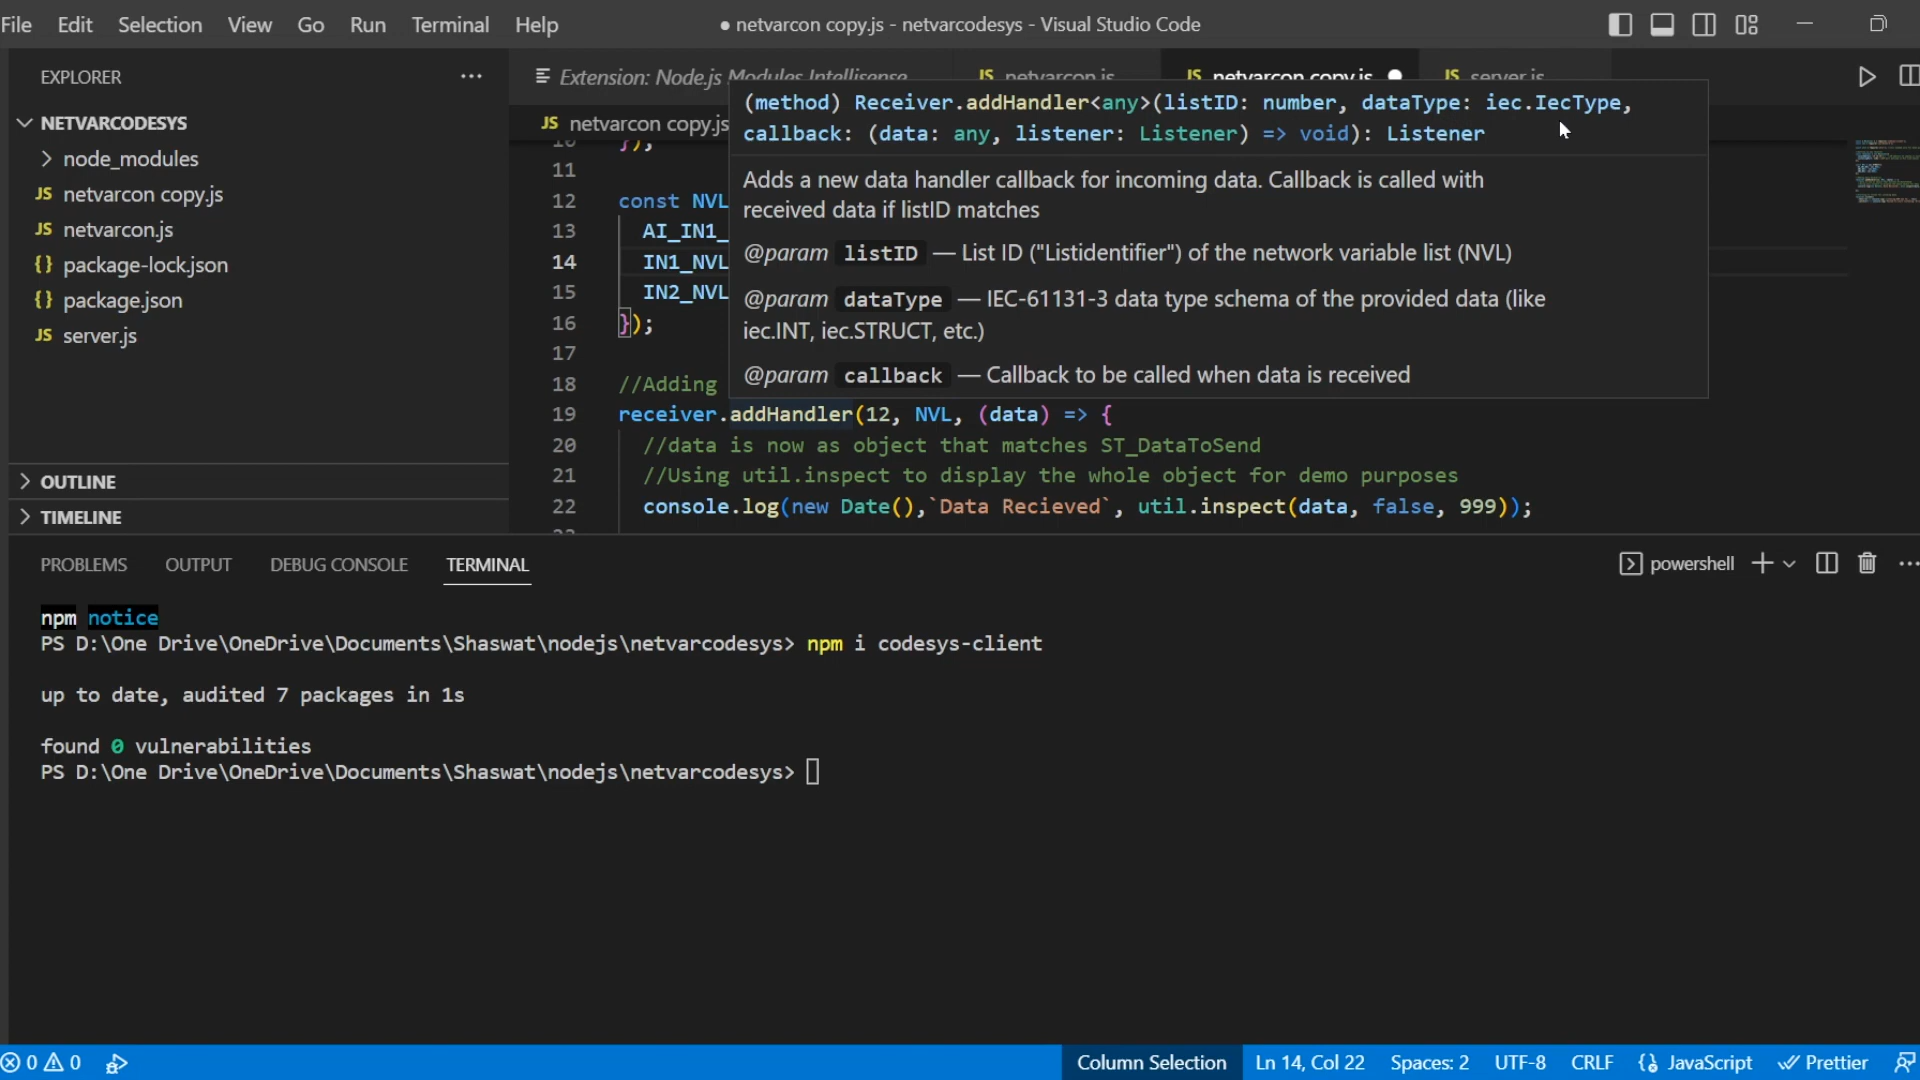 File Edit Selection View Go Run Terminal Help
● netvarcon copy.js - netvarcodesys - Visual Studio Code
EXPLORER
NETVARCODESYS
node_modules
JS netvarcon copy.js
JS netvarcon.js
{} package-lock.json
{} package.json
JS server.js
OUTLINE
TIMELINE
Extension: Node.js Modules Intellisense
JS netvarcon.js
JS netvarcon copy.js
JS server.js
JS netvarcon copy.js
(method) Receiver.addHandler<any>(listID: number, dataType: iec.IecType,
callback: (data: any, listener: Listener) => void): Listener
Adds a new data handler callback for incoming data. Callback is called with
received data if listID matches
@param listID — List ID ("Listidentifier") of the network variable list (NVL)
@param dataType — IEC-61131-3 data type schema of the provided data (like
iec.INT, iec.STRUCT, etc.)
@param callback — Callback to be called when data is received
10 });
11
12 const NVL
13 AI_IN1_
14 IN1_NVL
15 IN2_NVL
16 });
17
18 //Adding
19 receiver.addHandler(12, NVL, (data) => {
20 //data is now as object that matches ST_DataToSend
21 //Using util.inspect to display the whole object for demo purposes
22 console.log(new Date(),`Data Recieved`, util.inspect(data, false, 999));
PROBLEMS OUTPUT DEBUG CONSOLE TERMINAL
powershell
npm notice
PS D:\One Drive\OneDrive\Documents\Shaswat\nodejs\netvarcodesys> npm i codesys-client
up to date, audited 7 packages in 1s
found 0 vulnerabilities
PS D:\One Drive\OneDrive\Documents\Shaswat\nodejs\netvarcodesys>
0 0
Column Selection Ln 14, Col 22 Spaces: 2 UTF-8 CRLF {} JavaScript Prettier